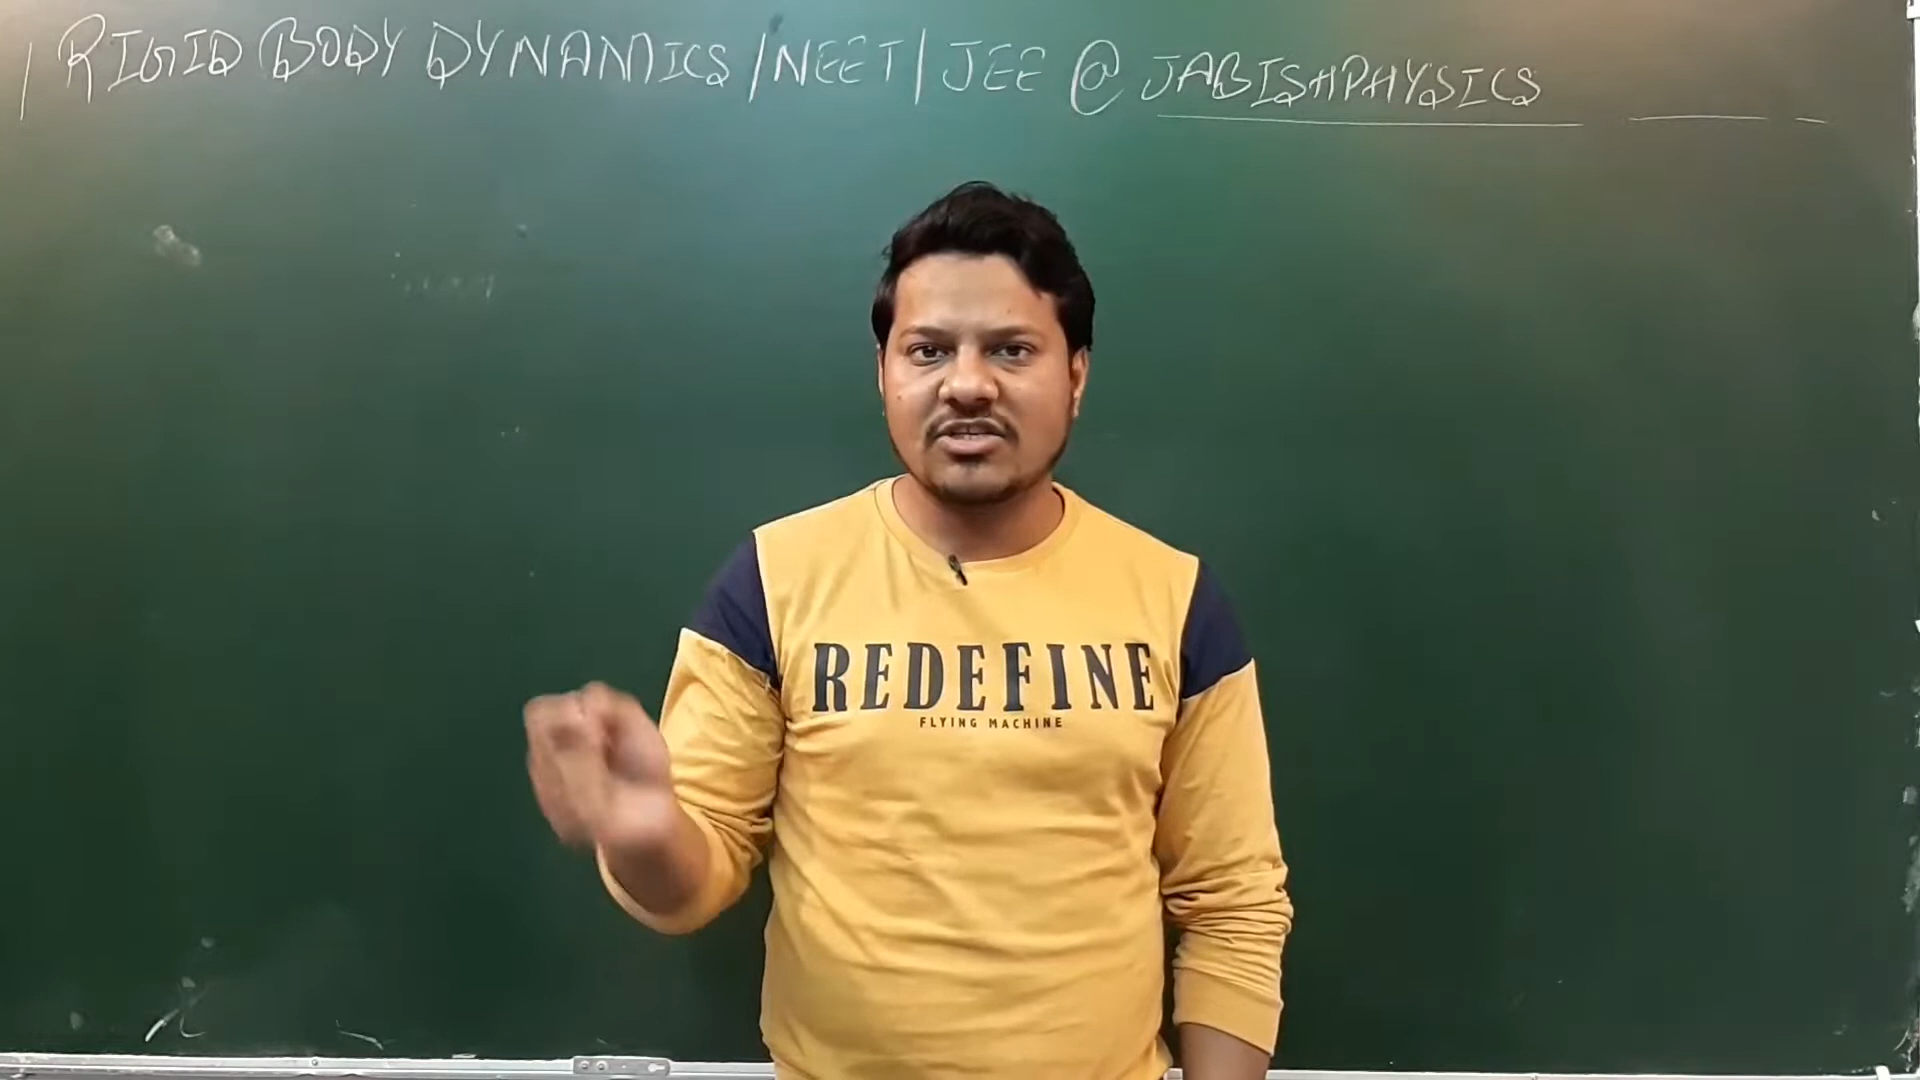 | RIGID BODY DYNAMICS / NEET / JEE @ JABISHPHYSICS
REDEFINE
FLYING MACHINE